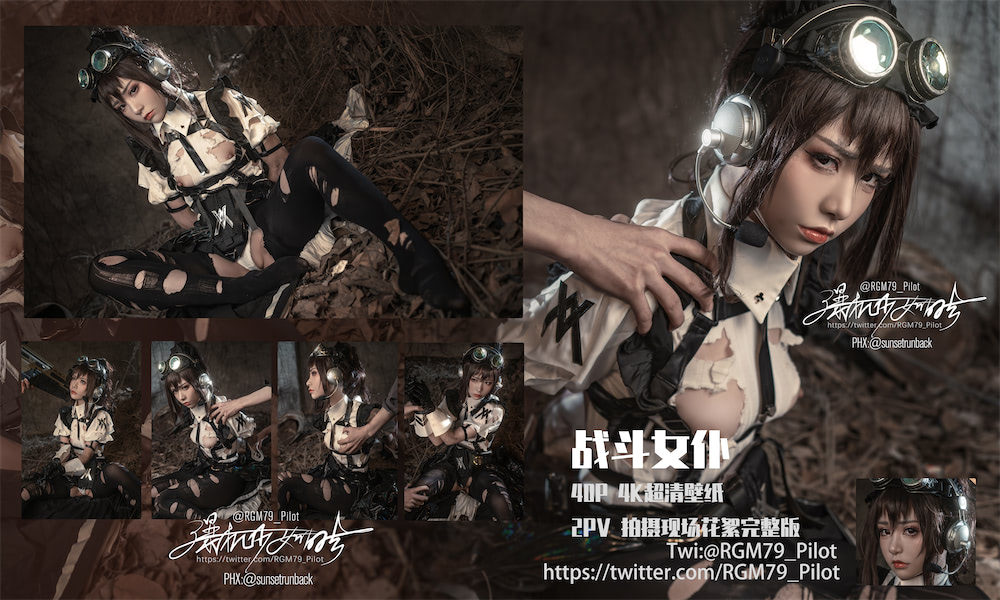 @RGM79_Pilot
https://twitter.com/RGM79_Pilot
PHX:@sunsetrunback
战斗女仆
40P 4K超清壁纸
2PV 拍摄现场花絮完整版
Twi:@RGM79_Pilot
https://twitter.com/RGM79_Pilot
@RGM79_Pilot
https://twitter.com/RGM79_Pilot
PHX:@sunsetrunback